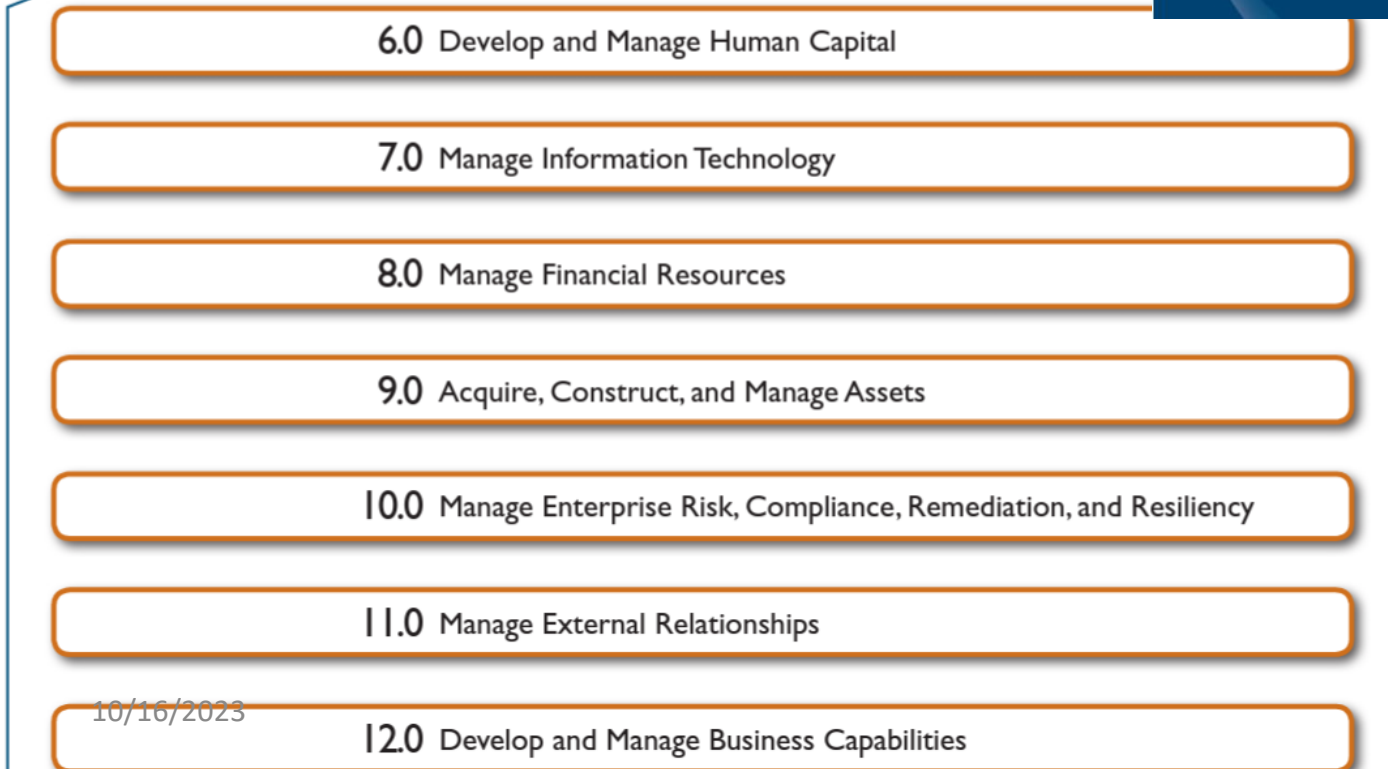 6.0 Develop and Manage Human Capital
7.0 Manage Information Technology
8.0 Manage Financial Resources
9.0 Acquire, Construct, and Manage Assets
10.0 Manage Enterprise Risk, Compliance, Remediation, and Resiliency
11.0 Manage External Relationships
10/16/2023
12.0 Develop and Manage Business Capabilities